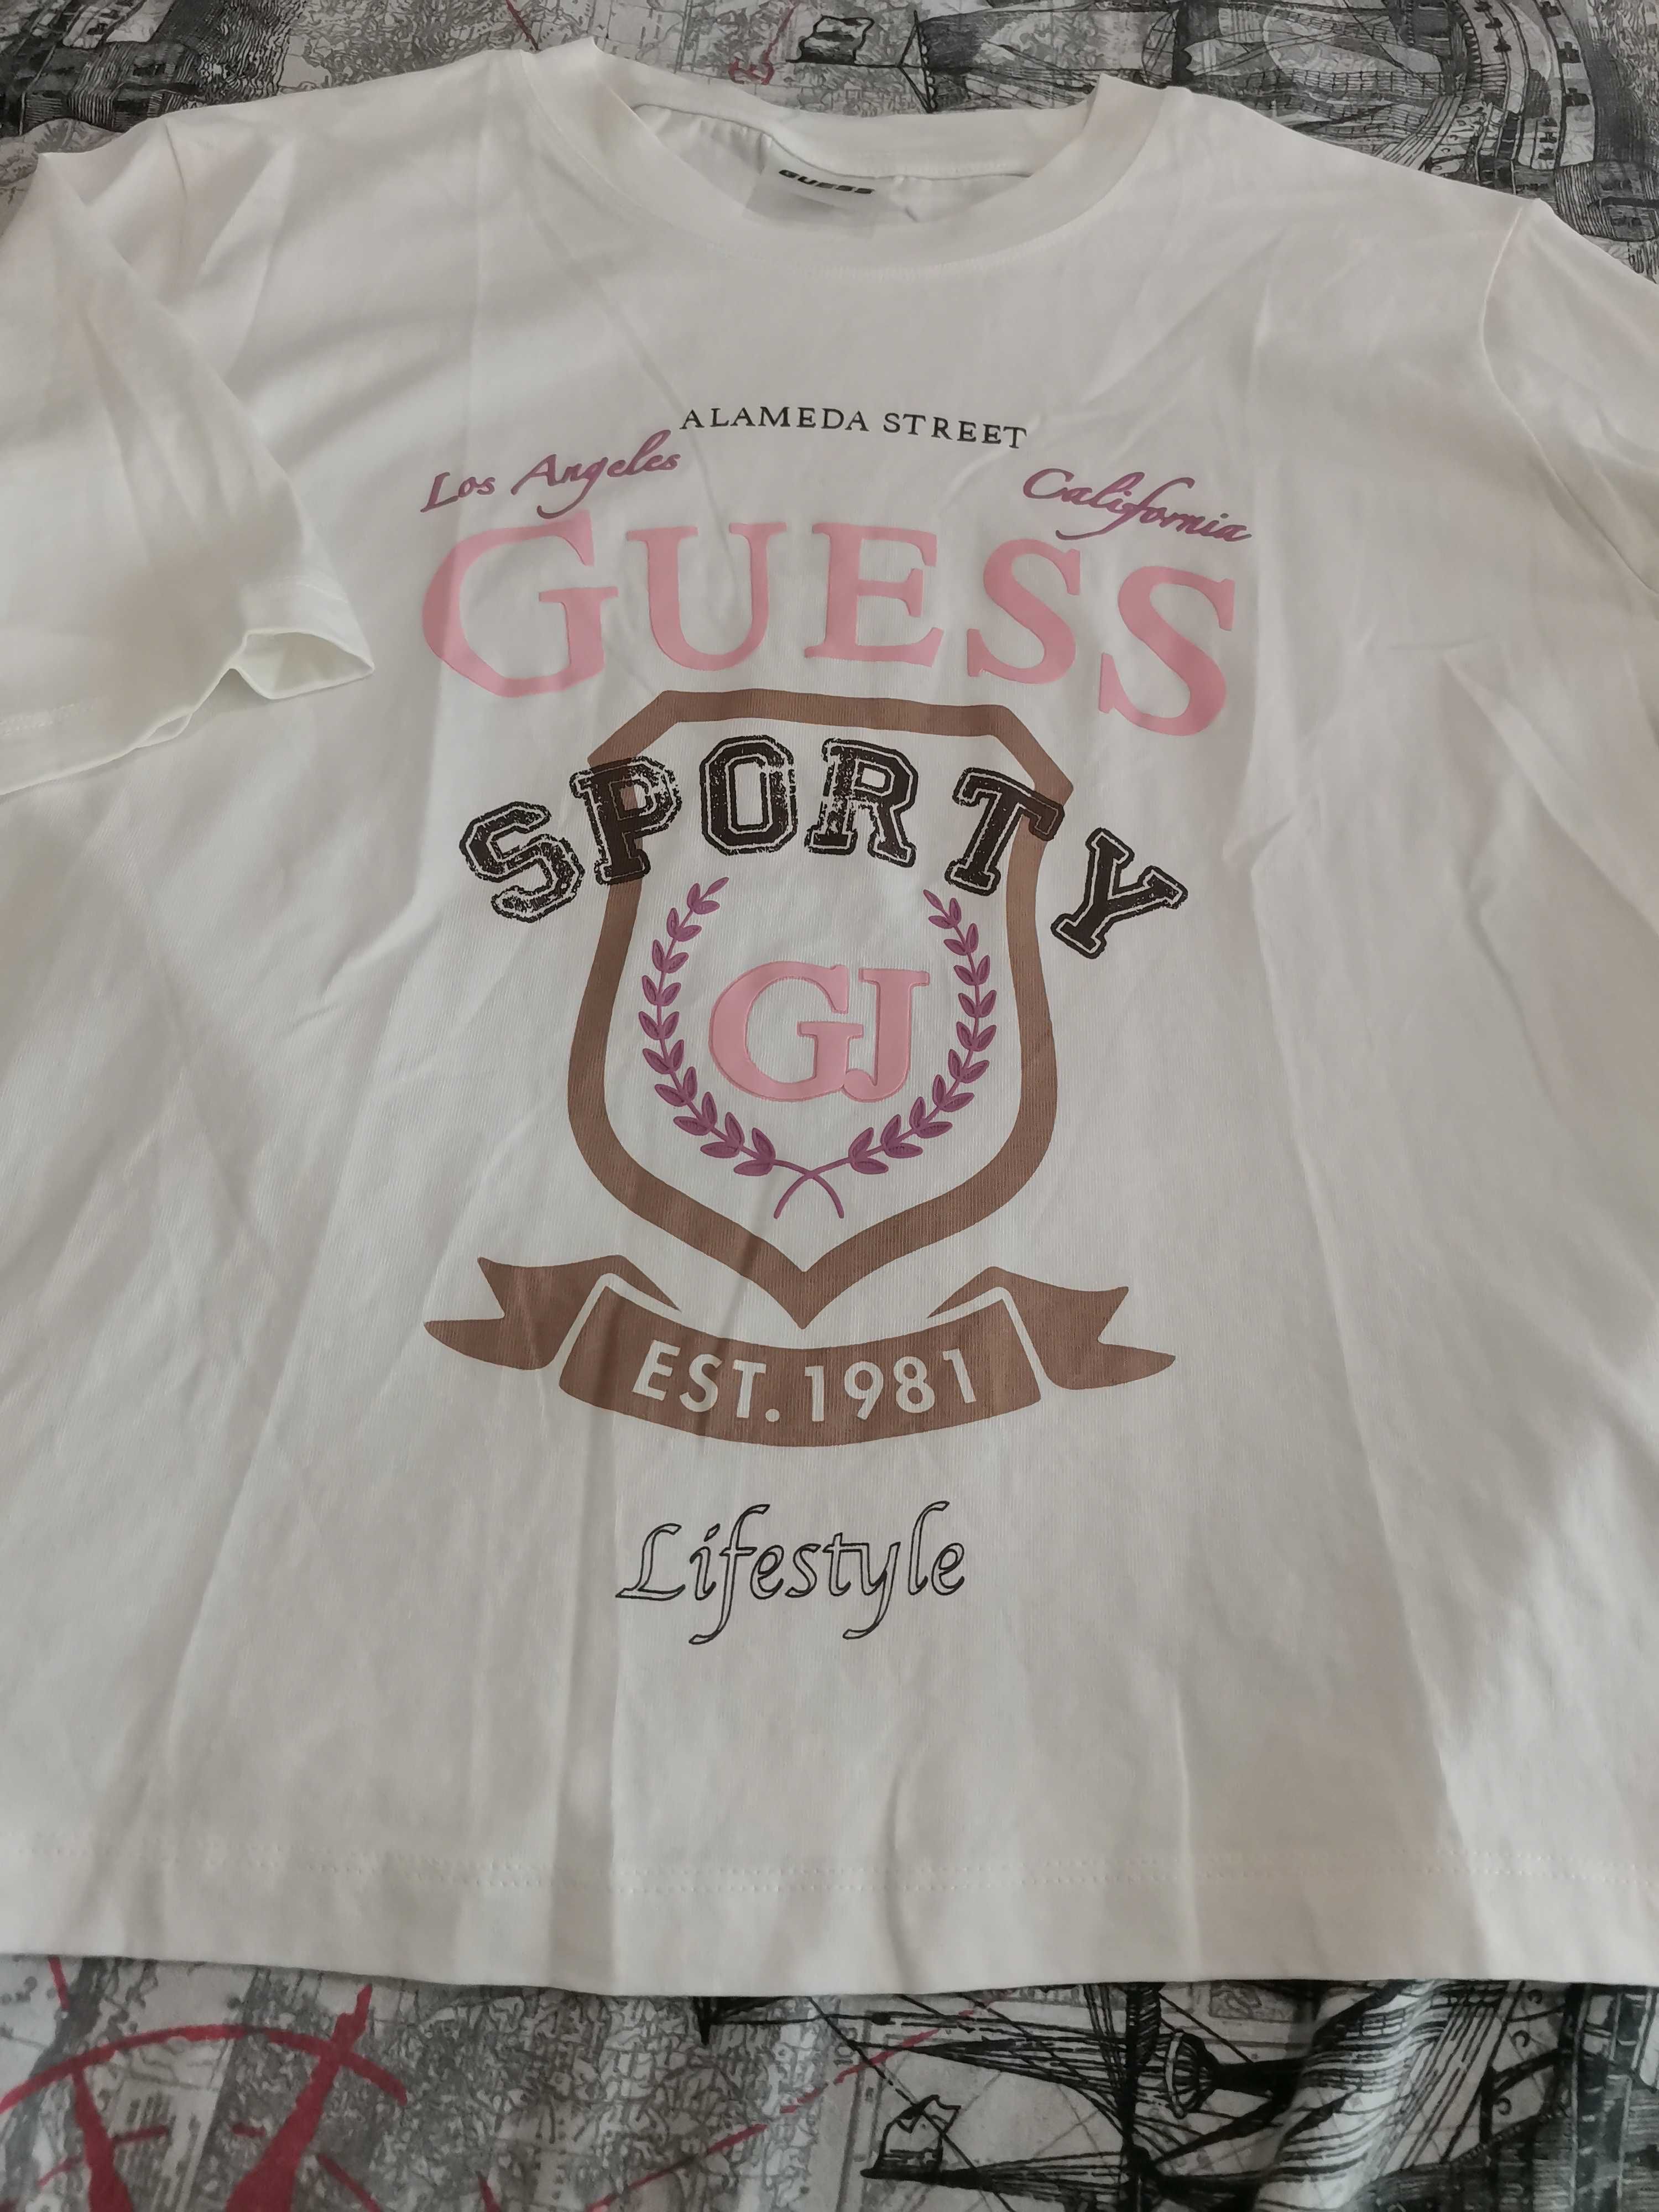 GUESS
ALAMEDA STREET
Los Angeles California
GUESS
SPORTY
GJ
EST. 1981
Lifestyle